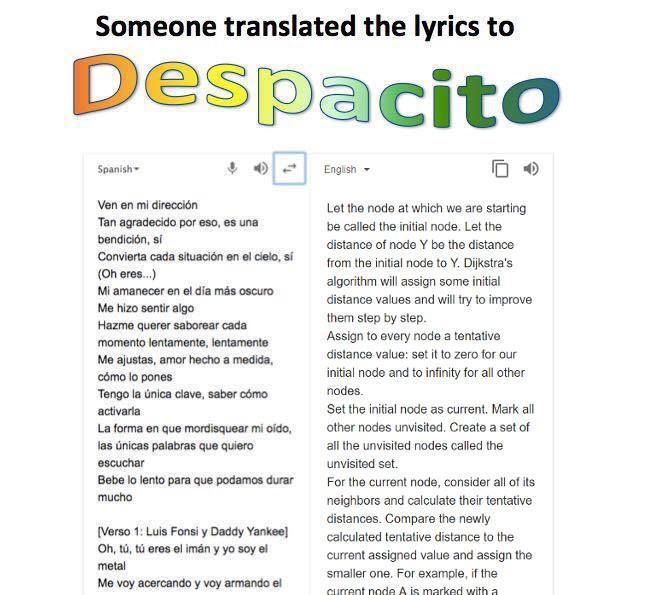 Someone translated the lyrics to
Despacito
Spanish
English
Ven en mi dirección
Tan agradecido por eso, es una
bendición, sí
Convierta cada situación en el cielo, sí
(Oh eres...)
Mi amanecer en el día más oscuro
Me hizo sentir algo
Hazme querer saborear cada
momento lentamente, lentamente
Me ajustas, amor hecho a medida,
cómo lo pones
Tengo la única clave, saber cómo
activarla
La forma en que mordisquear mi oído,
las únicas palabras que quiero
escuchar
Bebe lo lento para que podamos durar
mucho
[Verso 1: Luis Fonsi y Daddy Yankee]
Oh, tú, tú eres el imán y yo soy el
metal
Me voy acercando y voy armando el
Let the node at which we are starting
be called the initial node. Let the
distance of node Y be the distance
from the initial node to Y. Dijkstra's
algorithm will assign some initial
distance values and will try to improve
them step by step.
Assign to every node a tentative
distance value: set it to zero for our
initial node and to infinity for all other
nodes.
Set the initial node as current. Mark all
other nodes unvisited. Create a set of
all the unvisited nodes called the
unvisited set.
For the current node, consider all of its
neighbors and calculate their tentative
distances. Compare the newly
calculated tentative distance to the
current assigned value and assign the
smaller one. For example, if the
current node A is marked with a